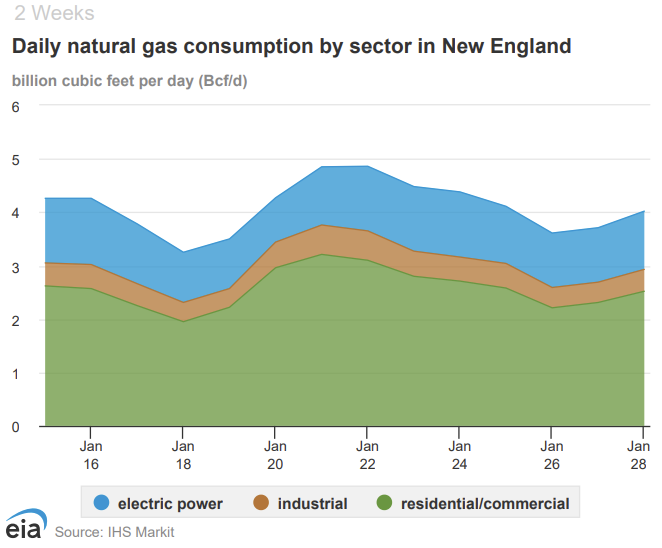 2 Weeks
Daily natural gas consumption by sector in New England
billion cubic feet per day (Bcf/d)
6
5
4
3
2
1
0
Jan Jan Jan Jan Jan Jan Jan
16 18 20 22 24 26 28
electric power industrial residential/commercial
eia Source: IHS Markit